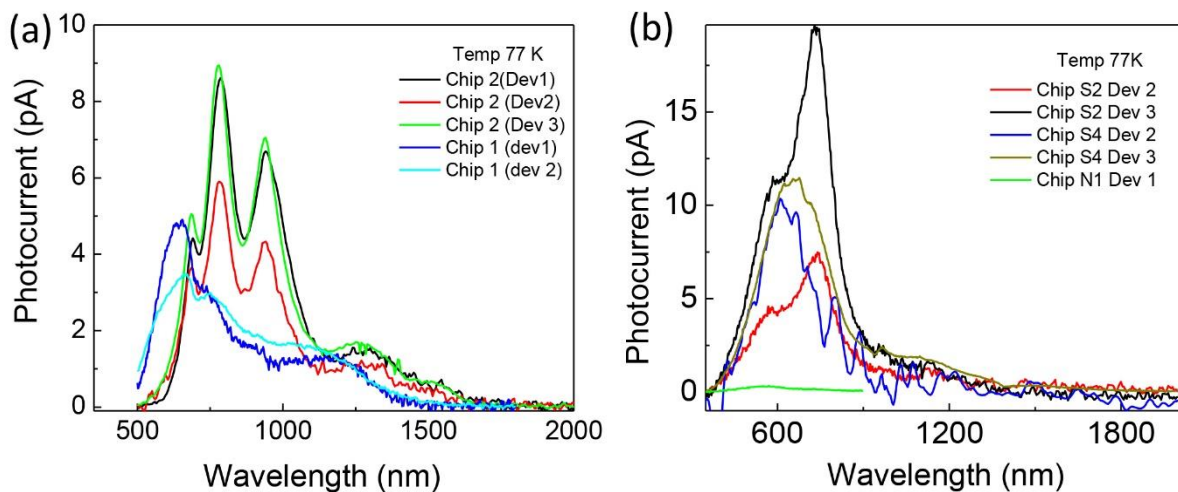 (a)
Photocurrent (pA)
10
8
6
4
2
0
Temp 77 K
Chip 2(Dev1)
Chip 2 (Dev2)
Chip 2 (Dev 3)
Chip 1 (dev1)
Chip 1 (dev 2)
500
1000
1500
2000
Wavelength (nm)
(b)
Photocurrent (pA)
15
10
5
0
Temp 77K
Chip S2 Dev 2
Chip S2 Dev 3
Chip S4 Dev 2
Chip S4 Dev 3
Chip N1 Dev 1
600
1200
1800
Wavelength (nm)